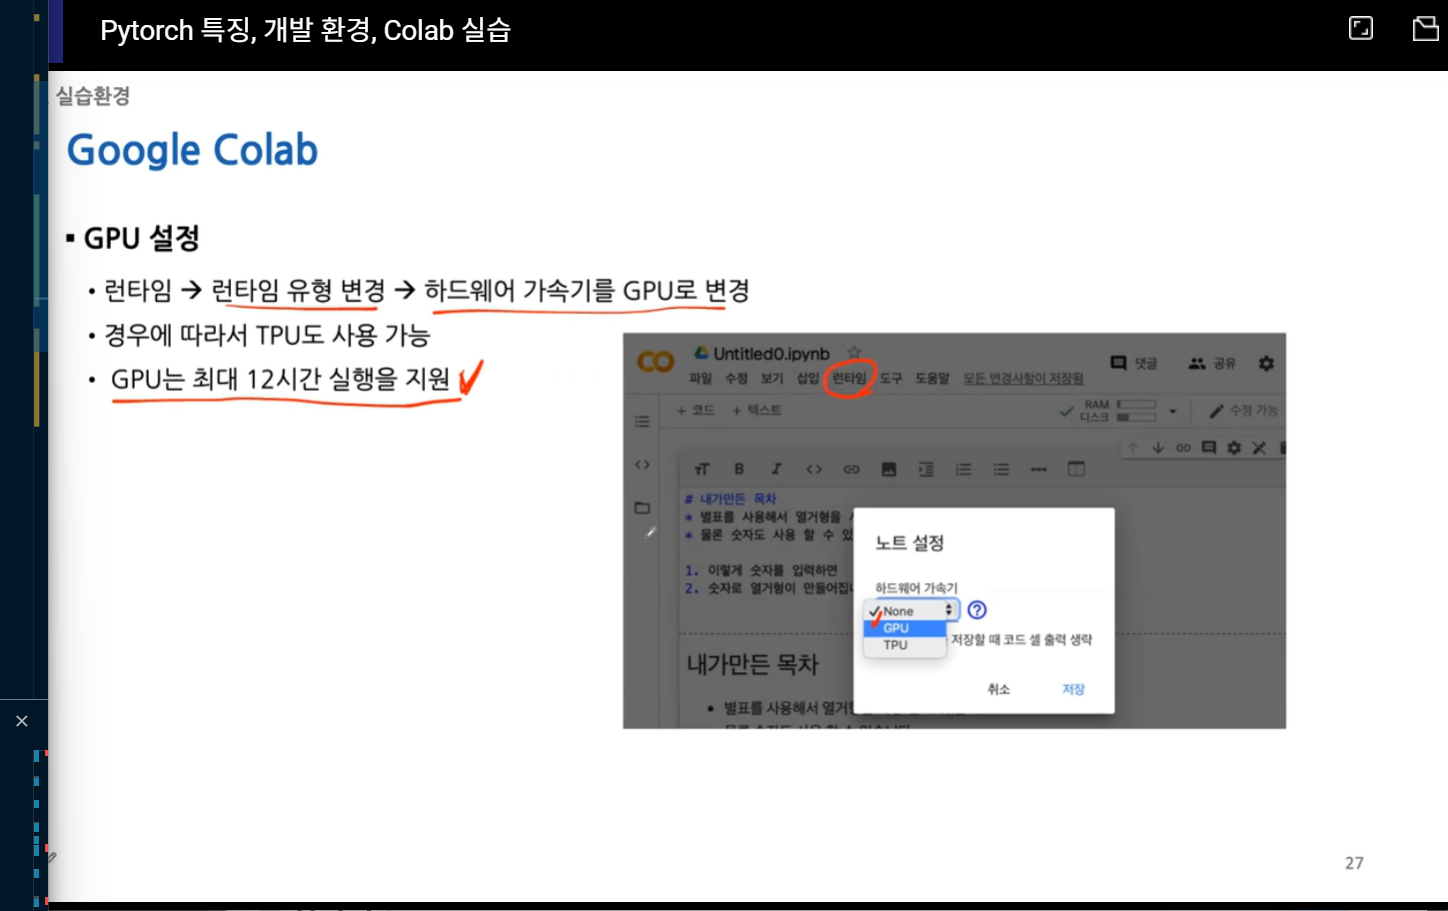 Pytorch 특징, 개발 환경, Colab 실습
실습환경
Google Colab
▪ GPU 설정
• 런타임 → 런타임 유형 변경 → 하드웨어 가속기를 GPU로 변경
• 경우에 따라서 TPU도 사용 가능
• GPU는 최대 12시간 실행을 지원
CO
Untitled0.ipynb
댓글
공유
파일 수정 보기 삽입 런타임 도구 도움말 모든 변경사항이 저장됨
+ 코드 + 텍스트
RAM
디스크
수정 가능
# 내가만든 목차
* 별표를 사용해서 열거형을
* 물론 숫자도 사용 할 수 있
1. 이렇게 숫자를 입력하면
2. 숫자로 열거형이 만들어집니
노트 설정
하드웨어 가속기
None
GPU
TPU
저장할 때 코드 셀 출력 생략
취소 저장
내가만든 목차
• 별표를 사용해서 열거
27